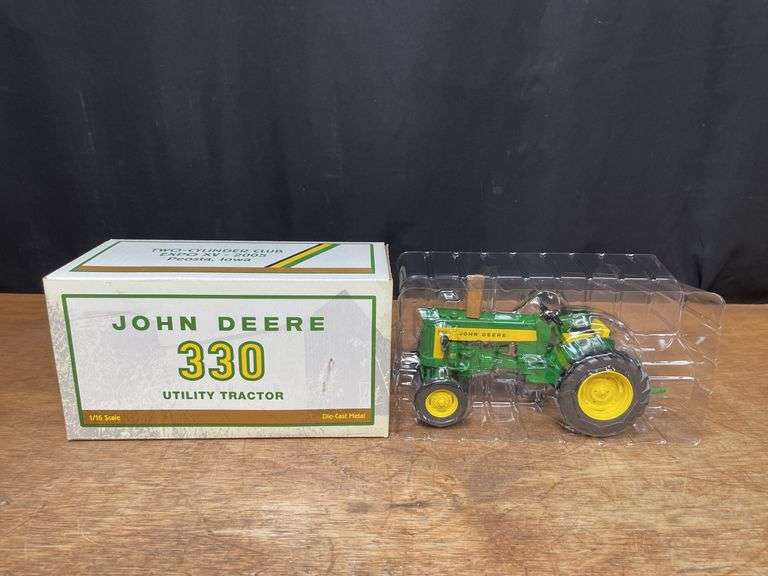 TWO-CYLINDER CLUB
EXPO XV - 2005
Peosta, Iowa
JOHN DEERE
330
UTILITY TRACTOR
1/16 Scale
Die-Cast Metal
JOHN DEERE